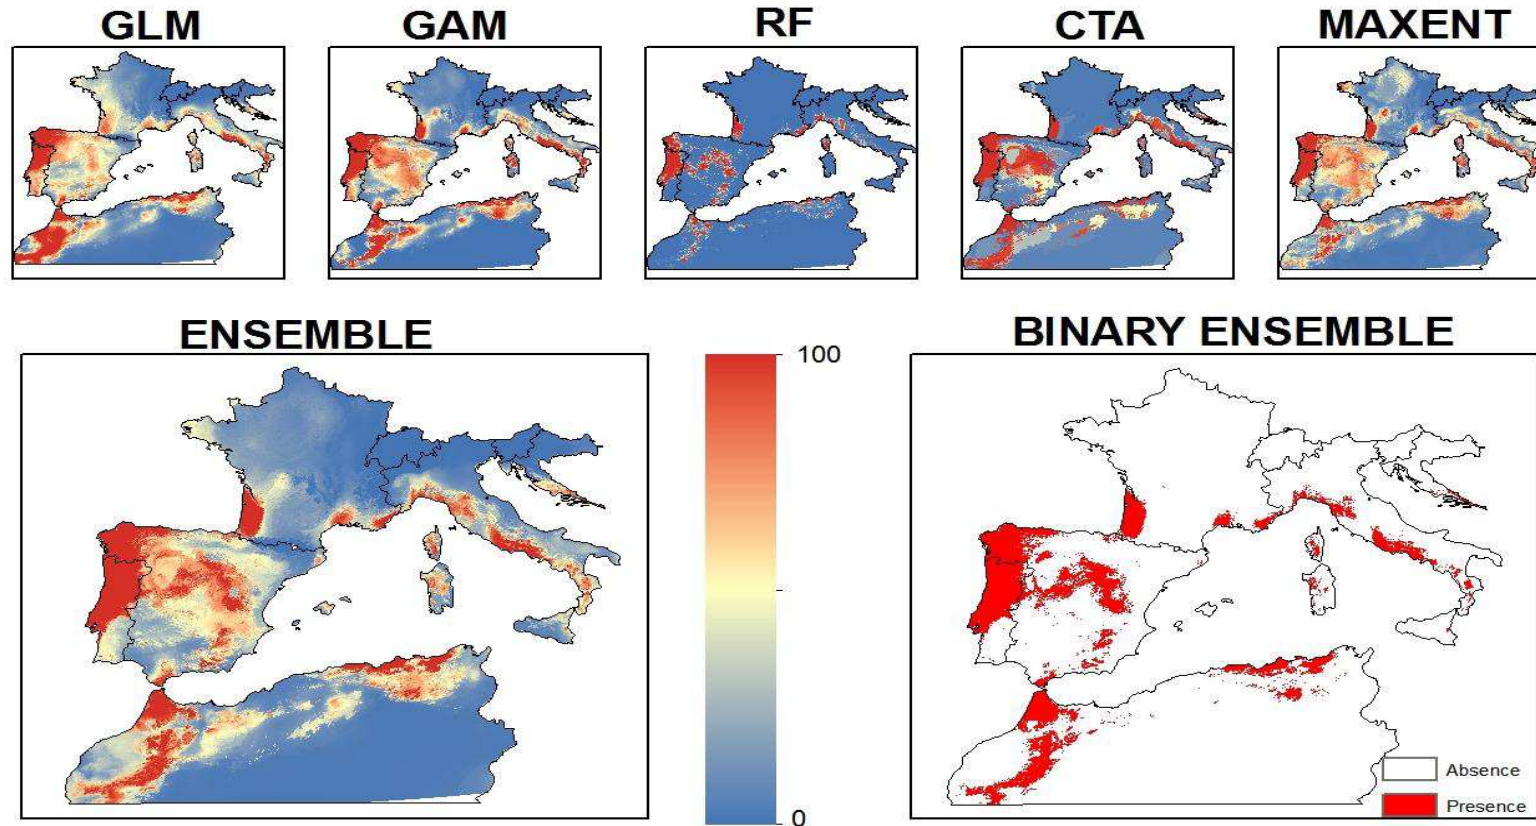 GLM GAM RF CTA MAXENT
ENSEMBLE BINARY ENSEMBLE
100
0
Absence
Presence